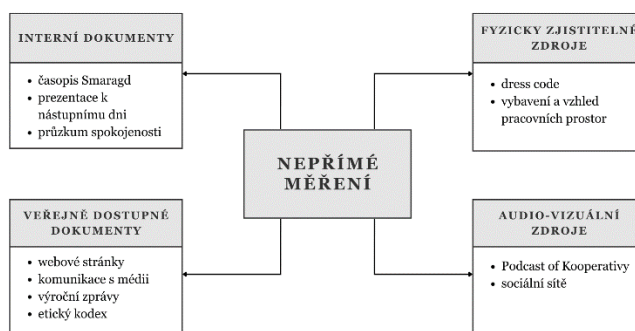 INTERNÍ DOKUMENTY
• časopis Smaragd
• prezentace k
nástupnímu dni
• průzkum spokojenosti
FYZICKY ZJISTITELNÉ
ZDROJE
• dress code
• vybavení a vzhled
pracovních prostor
NEPŘÍMÉ
MĚŘENÍ
VEŘEJNĚ DOSTUPNÉ
DOKUMENTY
• webové stránky
• komunikace s médii
• výroční zprávy
• etický kodex
AUDIO-VIZUÁLNÍ
ZDROJE
• Podcast of Kooperativy
• sociální sítě